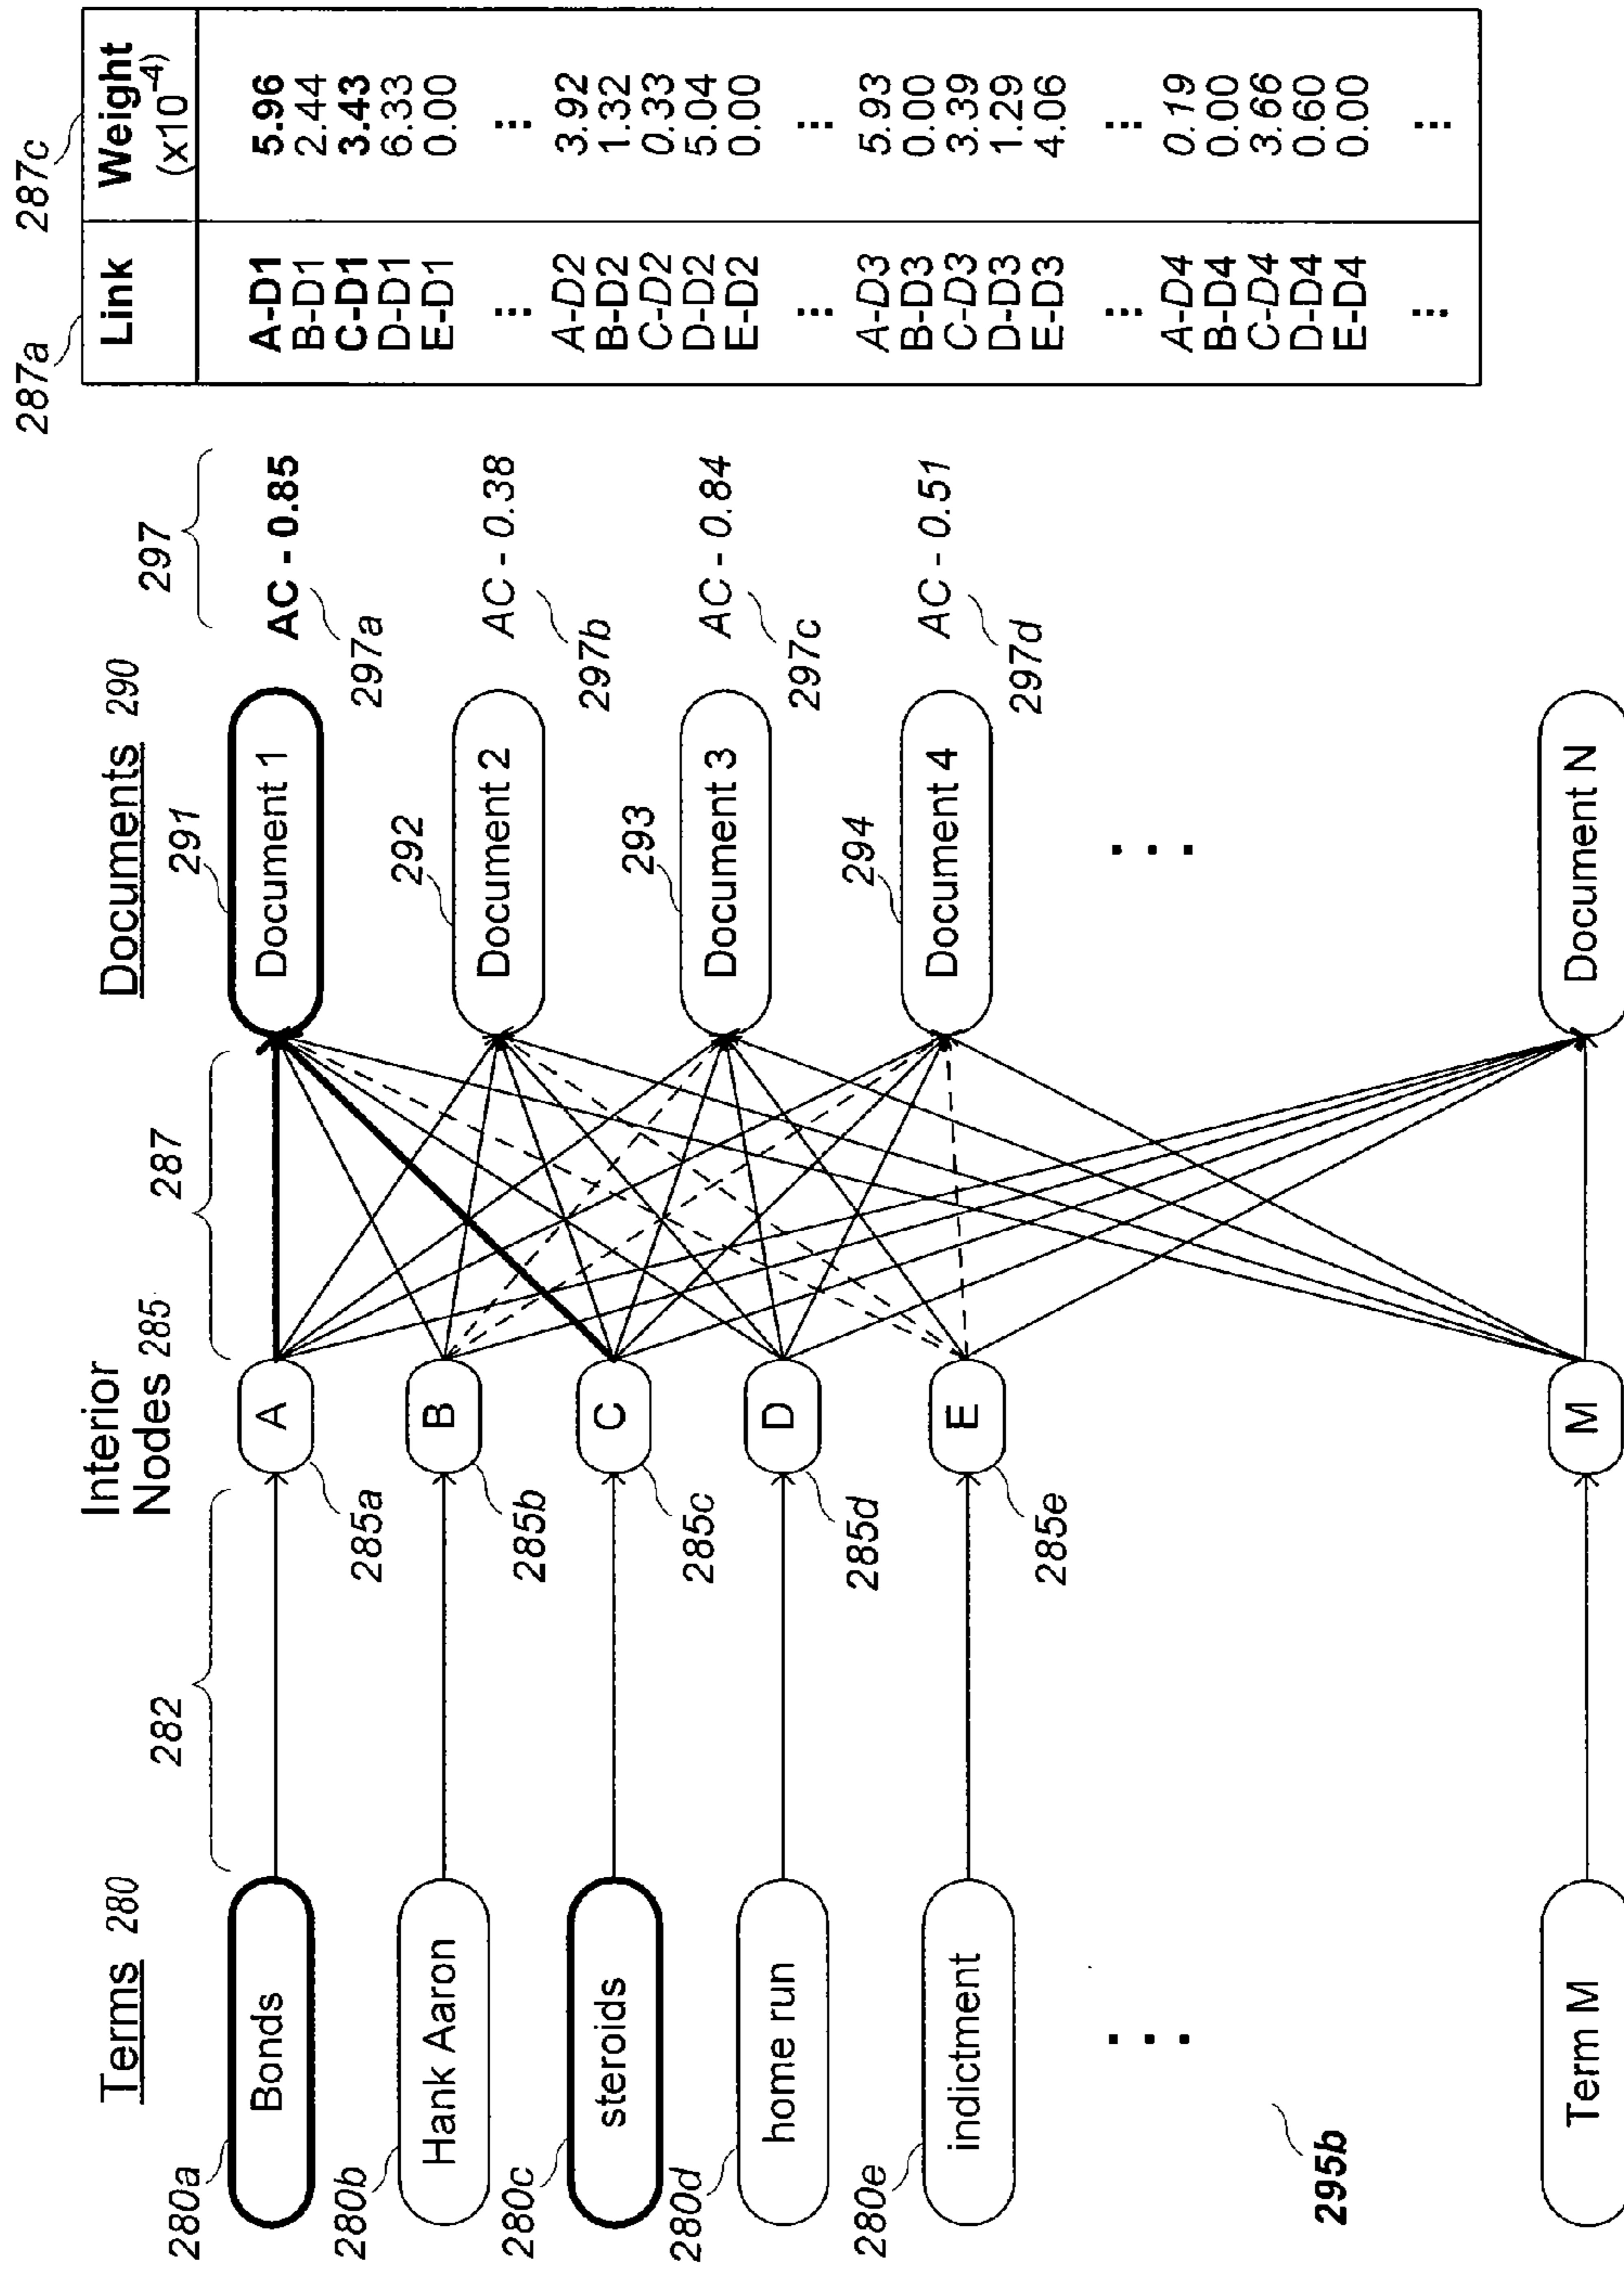 Terms 280
Interior
Nodes 285
Documents 290
282
287
297
287a
287c
280a
Bonds
A
285a
291
Document 1
AC - 0.85
297a
280b
Hank Aaron
B
285b
292
Document 2
AC - 0.38
297b
280c
steroids
C
285c
293
Document 3
AC - 0.84
297c
280d
home run
D
285d
294
Document 4
AC - 0.51
297d
280e
indictment
E
285e
. . .
. . .
295b
Term M
M
Document N
Link Weight
(x10-4)
A-D1 5.96
B-D1 2.44
C-D1 3.43
D-D1 6.33
E-D1 0.00
... ...
A-D2 3.92
B-D2 1.32
C-D2 0.33
D-D2 5.04
E-D2 0.00
... ...
A-D3 5.93
B-D3 0.00
C-D3 3.39
D-D3 1.29
E-D3 4.06
... ...
A-D4 0.19
B-D4 0.00
C-D4 3.66
D-D4 0.60
E-D4 0.00
... ...